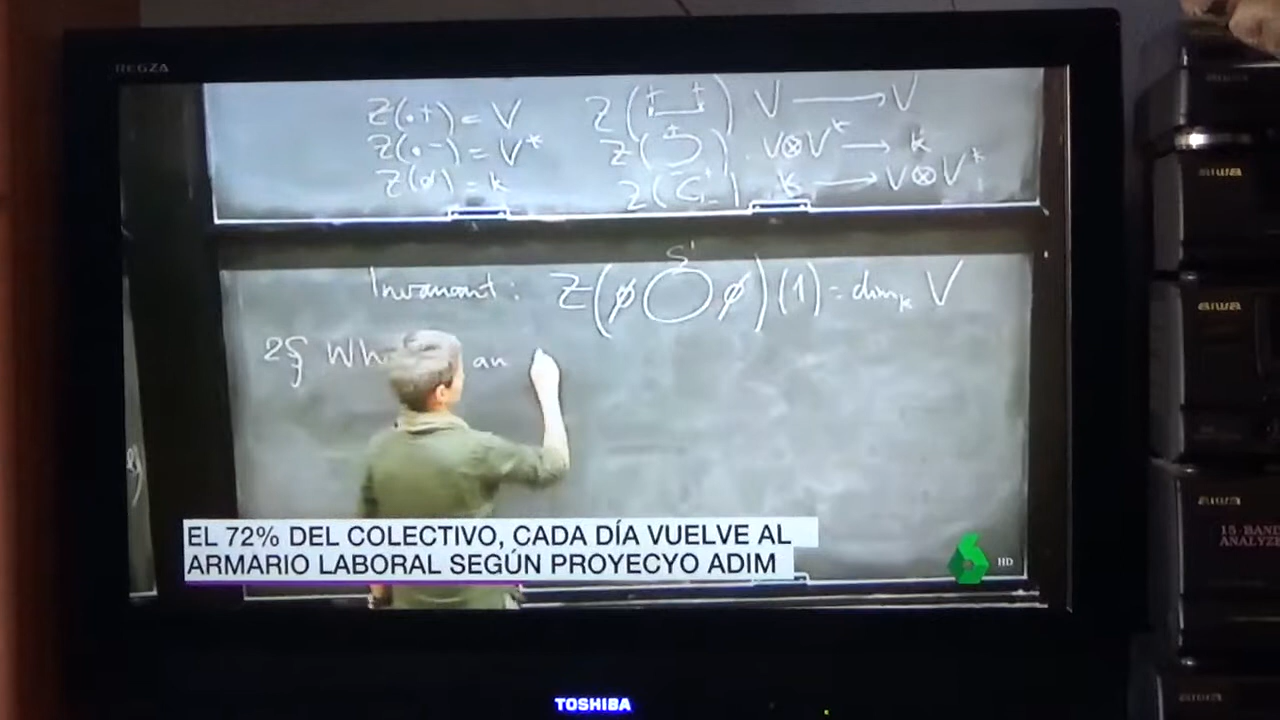 REGZA
Z(·+) = V
Z(·-) = V*
Z(∅) = k
Z( + + ) V → V
Z( + - ) V⊗V* → k
Z( - + ) k → V⊗V*
S¹
Invariant: Z(∅ ○ ∅)(1) = dimₖ V
2§ Wh an
EL 72% DEL COLECTIVO, CADA DÍA VUELVE AL
ARMARIO LABORAL SEGÚN PROYECYO ADIM
HD
TOSHIBA
aiwa
aiwa
aiwa
15-BAND
ANALYZE